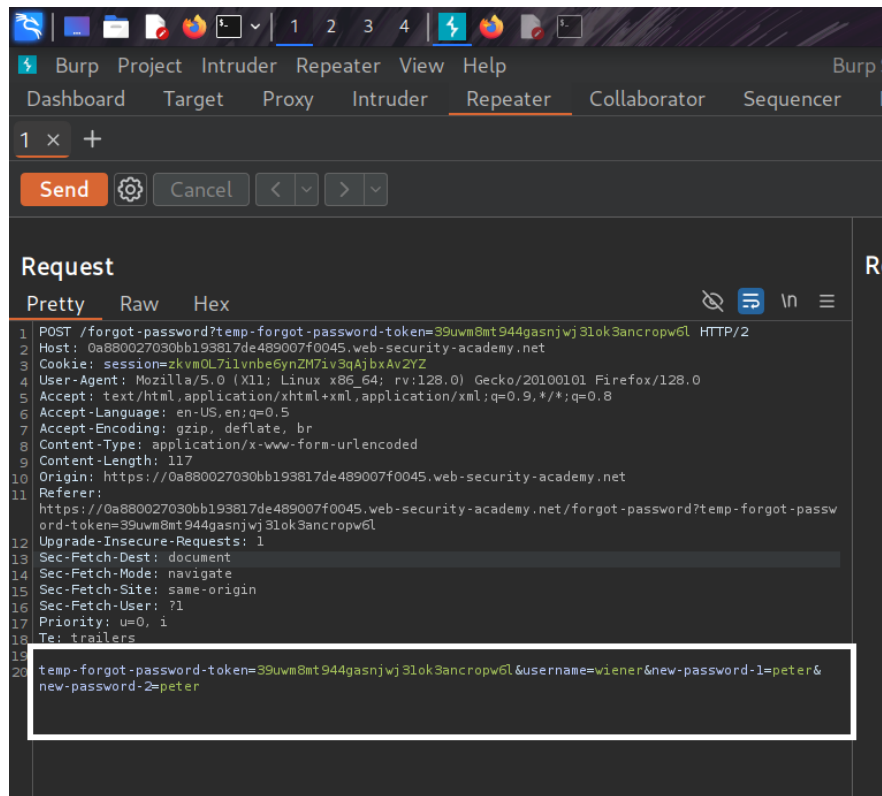 1 2 3 4
Burp Project Intruder Repeater View Help Burp
Dashboard Target Proxy Intruder Repeater Collaborator Sequencer
1 × +
Send Cancel < >
Request
Pretty Raw Hex \n
1 POST /forgot-password?temp-forgot-password-token=39uwm8mt944gasnjwj3lok3ancropw6l HTTP/2
2 Host: 0a880027030bb193817de489007f0045.web-security-academy.net
3 Cookie: session=zkvmOL7i1vnbe6ynZM7iv3qAjbxAv2YZ
4 User-Agent: Mozilla/5.0 (X11; Linux x86_64; rv:128.0) Gecko/20100101 Firefox/128.0
5 Accept: text/html,application/xhtml+xml,application/xml;q=0.9,*/*;q=0.8
6 Accept-Language: en-US,en;q=0.5
7 Accept-Encoding: gzip, deflate, br
8 Content-Type: application/x-www-form-urlencoded
9 Content-Length: 117
10 Origin: https://0a880027030bb193817de489007f0045.web-security-academy.net
11 Referer:
https://0a880027030bb193817de489007f0045.web-security-academy.net/forgot-password?temp-forgot-passw
ord-token=39uwm8mt944gasnjwj3lok3ancropw6l
12 Upgrade-Insecure-Requests: 1
13 Sec-Fetch-Dest: document
14 Sec-Fetch-Mode: navigate
15 Sec-Fetch-Site: same-origin
16 Sec-Fetch-User: ?1
17 Priority: u=0, i
18 Te: trailers
19
20 temp-forgot-password-token=39uwm8mt944gasnjwj3lok3ancropw6l&username=wiener&new-password-1=peter&
new-password-2=peter